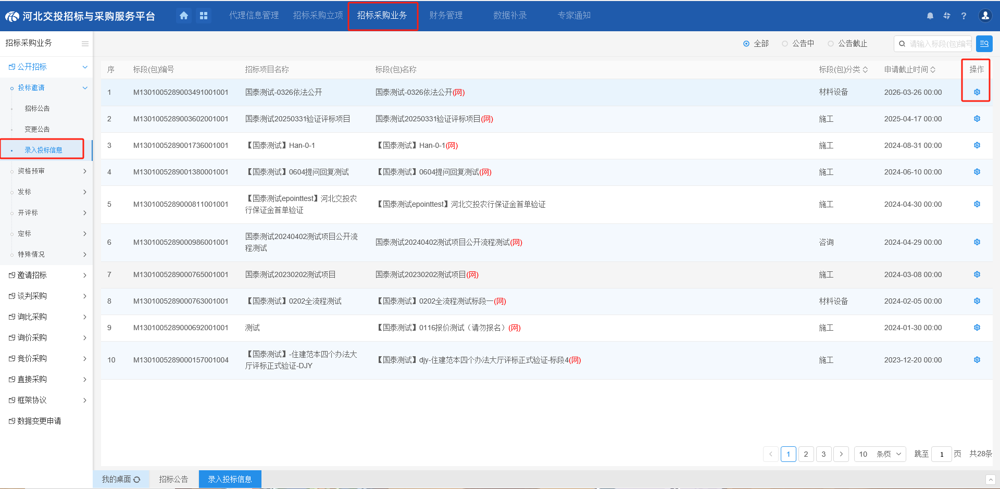 河北交投招标与采购服务平台
代理信息管理
招标采购立项
招标采购业务
财务管理
数据补录
专家通知
招标采购业务
全部
公告中
公告截止
请输入标段(包)编号
公开招标
投标邀请
招标公告
变更公告
录入投标信息
资格预审
发标
开评标
定标
特殊情况
邀请招标
谈判采购
询比采购
询价采购
竞价采购
直接采购
框架协议
数据变更申请
序 标段(包)编号 招标项目名称 标段(包)名称 标段(包)分类 申请截止时间 操作
1 M1301005289003491001001 国泰测试-0326依法公开 国泰测试-0326依法公开(网) 材料设备 2026-03-26 00:00
2 M1301005289003602001001 国泰测试20250331验证评标项目 国泰测试20250331验证评标项目(网) 施工 2025-04-17 00:00
3 M1301005289001736001001 【国泰测试】Han-0-1 【国泰测试】Han-0-1(网) 施工 2024-08-31 00:00
4 M1301005289001380001001 【国泰测试】0604提问回复测试 【国泰测试】0604提问回复测试(网) 施工 2024-06-10 00:00
5 M1301005289000811001001 【国泰测试epointtest】河北交投农
行保证金首单验证 【国泰测试epointtest】河北交投农行保证金首单验证 施工 2024-04-30 00:00
6 M1301005289000986001001 国泰测试20240402测试项目公开流
程测试 国泰测试20240402测试项目公开流程测试(网) 咨询 2024-04-29 00:00
7 M1301005289000765001001 国泰测试20230202测试项目 国泰测试20230202测试项目(网) 施工 2024-03-08 00:00
8 M1301005289000763001001 【国泰测试】0202全流程测试 【国泰测试】0202全流程测试标段一(网) 材料设备 2024-02-05 00:00
9 M1301005289000692001001 测试 【国泰测试】0116报价测试（请勿报名）(网) 施工 2024-01-30 00:00
10 M1301005289000157001004 【国泰测试】-住建范本四个办法大
厅评标正式验证-DJY 【国泰测试】djy-住建范本四个办法大厅评标正式验证-标段4(网) 施工 2023-12-20 00:00
1 2 3 10 条/页 跳至 1 页 共28条
我的桌面 招标公告 录入投标信息